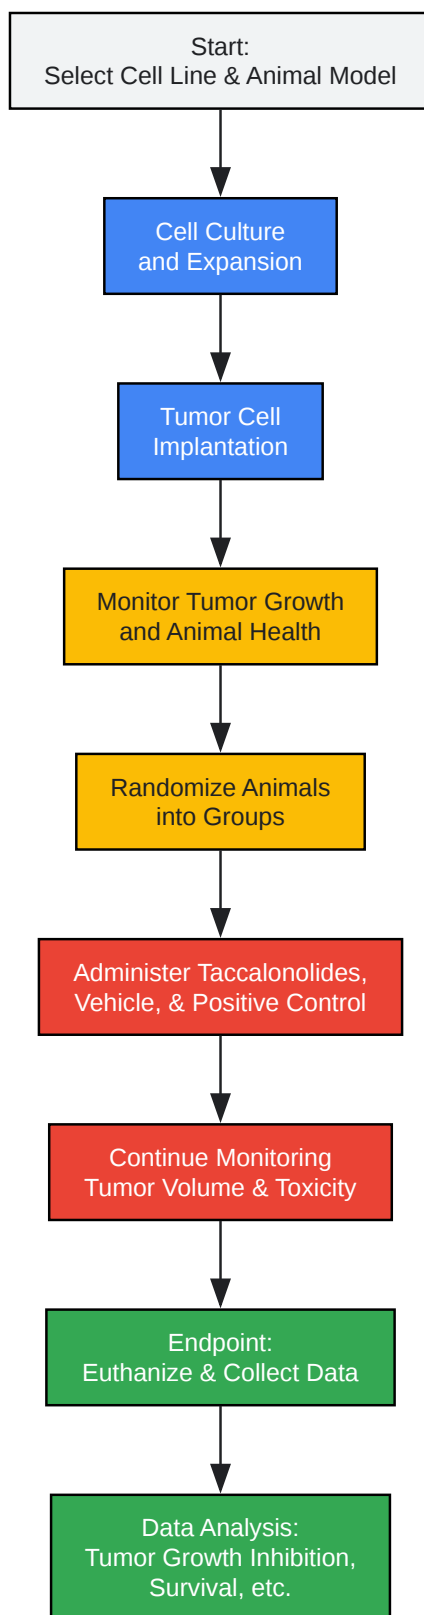 Start:
Select Cell Line & Animal Model
Cell Culture
and Expansion
Tumor Cell
Implantation
Monitor Tumor Growth
and Animal Health
Randomize Animals
into Groups
Administer Taccalonolides,
Vehicle, & Positive Control
Continue Monitoring
Tumor Volume & Toxicity
Endpoint:
Euthanize & Collect Data
Data Analysis:
Tumor Growth Inhibition,
Survival, etc.